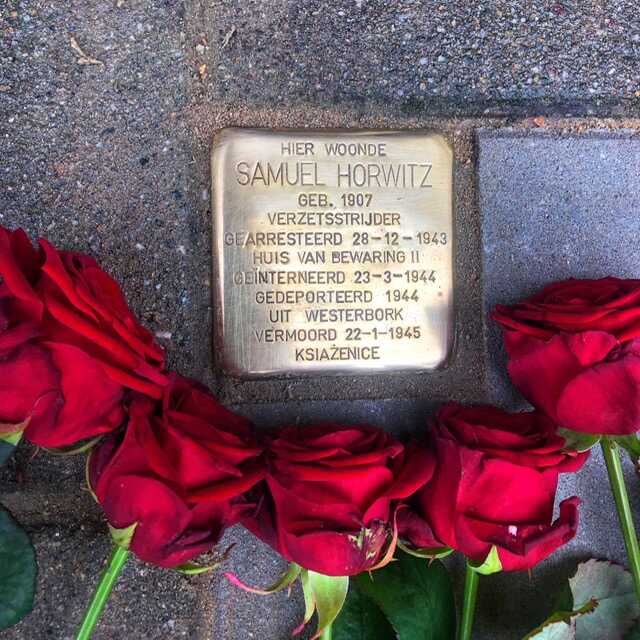 HIER WOONDE
SAMUEL HORWITZ
GEB. 1907
VERZETSSTRIJDER
GEARRESTEERD 28-12-1943
HUIS VAN BEWARING II
GEÏNTERNEERD 23-3-1944
GEDEPORTEERD 1944
UIT WESTERBORK
VERMOORD 22-1-1945
KSIAŻENICE